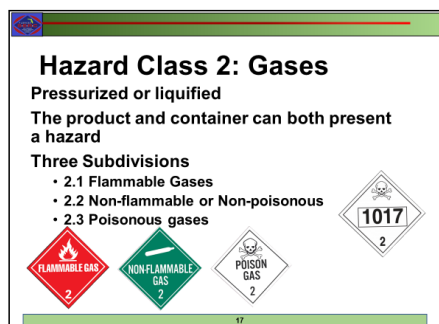 Hazard Class 2: Gases
Pressurized or liquified
The product and container can both present
a hazard
Three Subdivisions
• 2.1 Flammable Gases
• 2.2 Non-flammable or Non-poisonous
• 2.3 Poisonous gases
1017
2
FLAMMABLE GAS
2
NON-FLAMMABLE
GAS
2
POISON
GAS
2
17